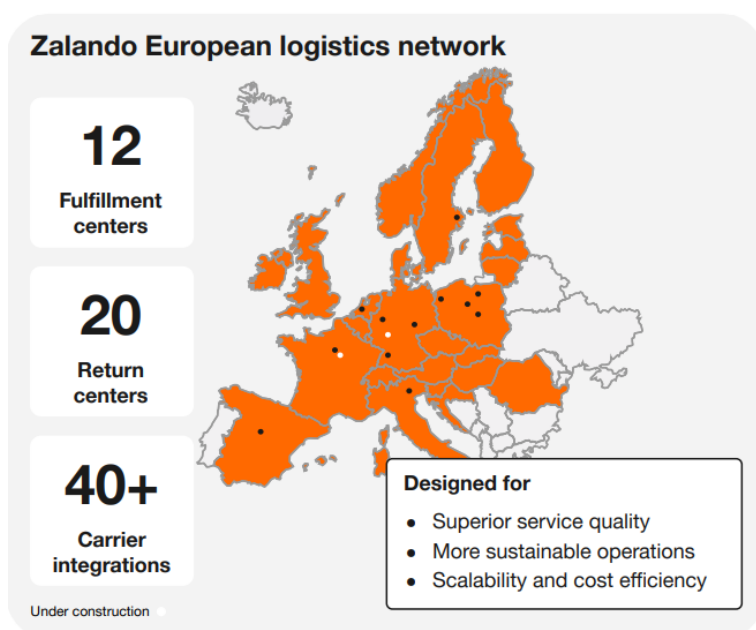 Zalando European logistics network
12
Fulfillment
centers
20
Return
centers
40+
Carrier
integrations
Under construction
Designed for
• Superior service quality
• More sustainable operations
• Scalability and cost efficiency